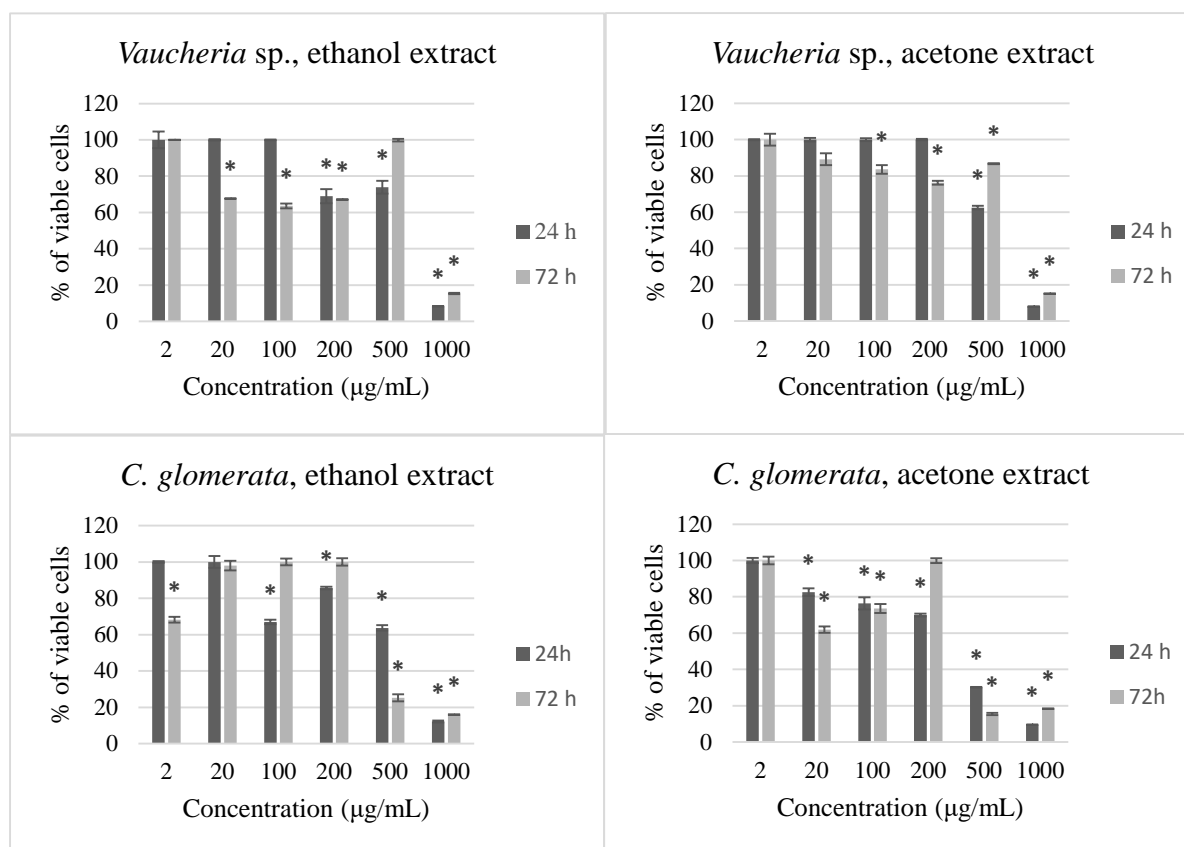 Vaucheria sp., ethanol extract
120
100
80
60
40
20
0
% of viable cells
* * * * * * *
2 20 100 200 500 1000
Concentration (µg/mL)
24 h
72 h
Vaucheria sp., acetone extract
120
100
80
60
40
20
0
% of viable cells
* * * * * *
2 20 100 200 500 1000
Concentration (µg/mL)
24 h
72 h
C. glomerata, ethanol extract
120
100
80
60
40
20
0
% of viable cells
* * * * * * *
2 20 100 200 500 1000
Concentration (µg/mL)
24h
72 h
C. glomerata, acetone extract
120
100
80
60
40
20
0
% of viable cells
* * * * * * * * *
2 20 100 200 500 1000
Concentration (µg/mL)
24 h
72h